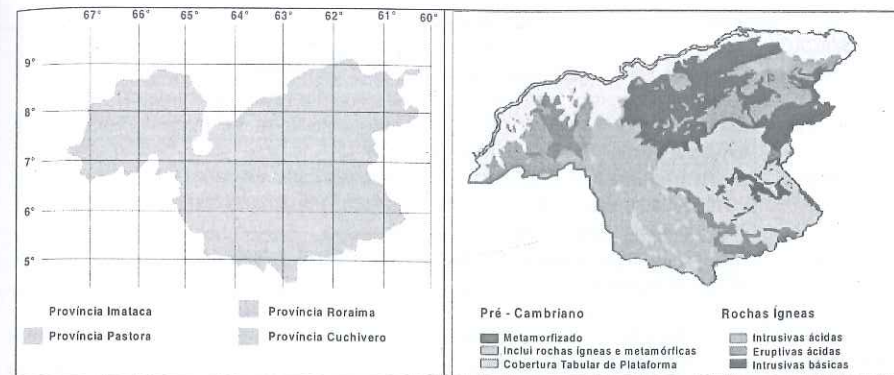 67° 66° 65° 64° 63° 62° 61° 60°
9°
8°
7°
6°
5°
Província Imataca
Província Roraima
Província Pastora
Província Cuchivero
Pré - Cambriano
Metamorfizado
Inclui rochas ígneas e metamórficas
Cobertura Tabular de Plataforma
Rochas Ígneas
Intrusivas ácidas
Eruptivas ácidas
Intrusivas básicas